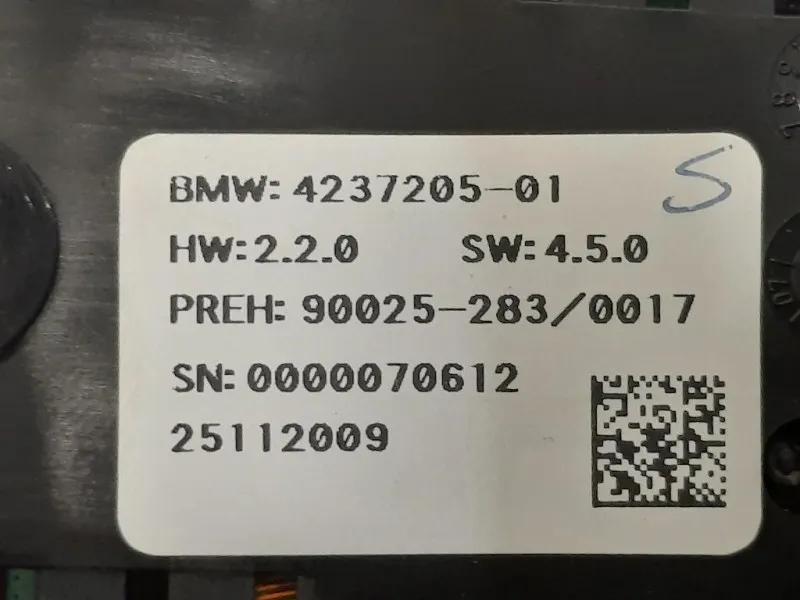 BMW: 4237205-01
S
HW:2.2.0 SW:4.5.0
PREH: 90025-283/0017
SN:0000070612
25112009